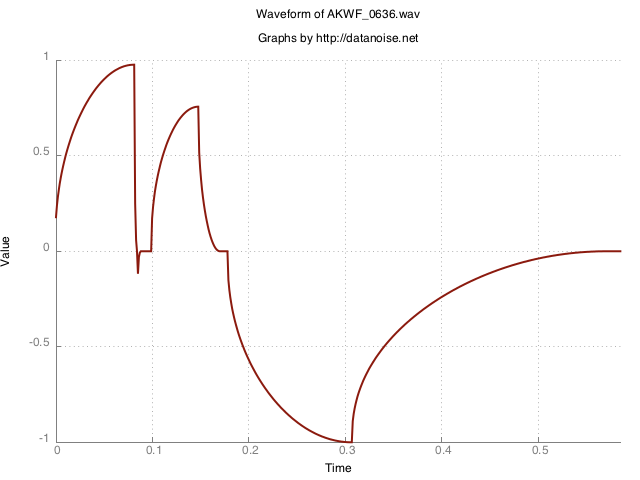 Waveform of AKWF_0636.wav
Graphs by http://datanoise.net
1
0.5
0
-0.5
-1
Value
0 0.1 0.2 0.3 0.4 0.5
Time